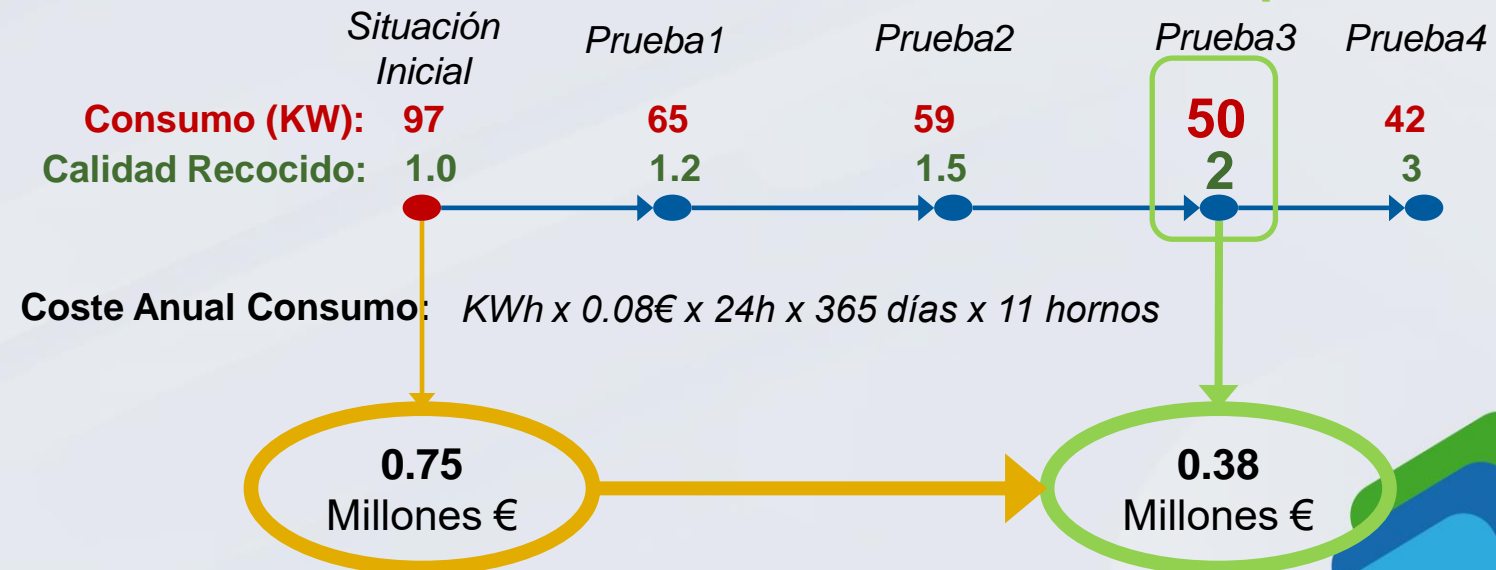 Situación
Inicial
Prueba1
Prueba2
Prueba3
Prueba4
Consumo (KW): 97 65 59 50 42
Calidad Recocido: 1.0 1.2 1.5 2 3
Coste Anual Consumo: KWh x 0.08€ x 24h x 365 días x 11 hornos
0.75
Millones €
0.38
Millones €